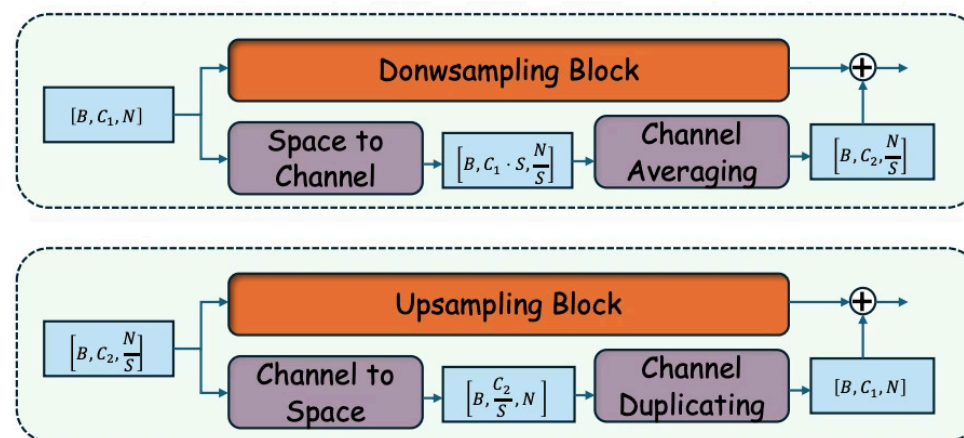 Donwsampling Block
[B, C₁, N]
Space to
Channel
[B, C₁ · S, N/S]
Channel
Averaging
[B, C₂, N/S]
+
Upsampling Block
[B, C₂, N/S]
Channel to
Space
[B, C₂/S, N]
Channel
Duplicating
[B, C₁, N]
+